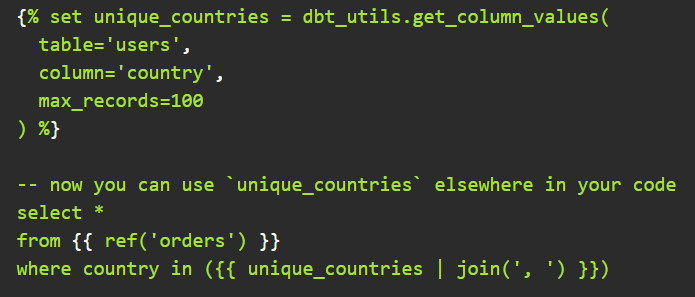 {% set unique_countries = dbt_utils.get_column_values(
  table='users',
  column='country',
  max_records=100
) %}

-- now you can use `unique_countries` elsewhere in your code
select *
from {{ ref('orders') }}
where country in ({{ unique_countries | join(', ') }})